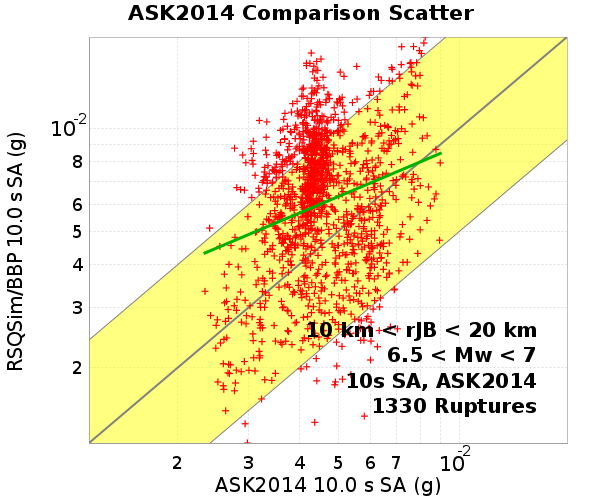 ASK2014 Comparison Scatter
RSQSim/BBP 10.0 s SA (g)
10-2
8
6
5
4
3
2
10 km < rJB < 20 km
6.5 < Mw < 7
10s SA, ASK2014
1330 Ruptures
2 3 4 5 6 7 10-2
ASK2014 10.0 s SA (g)